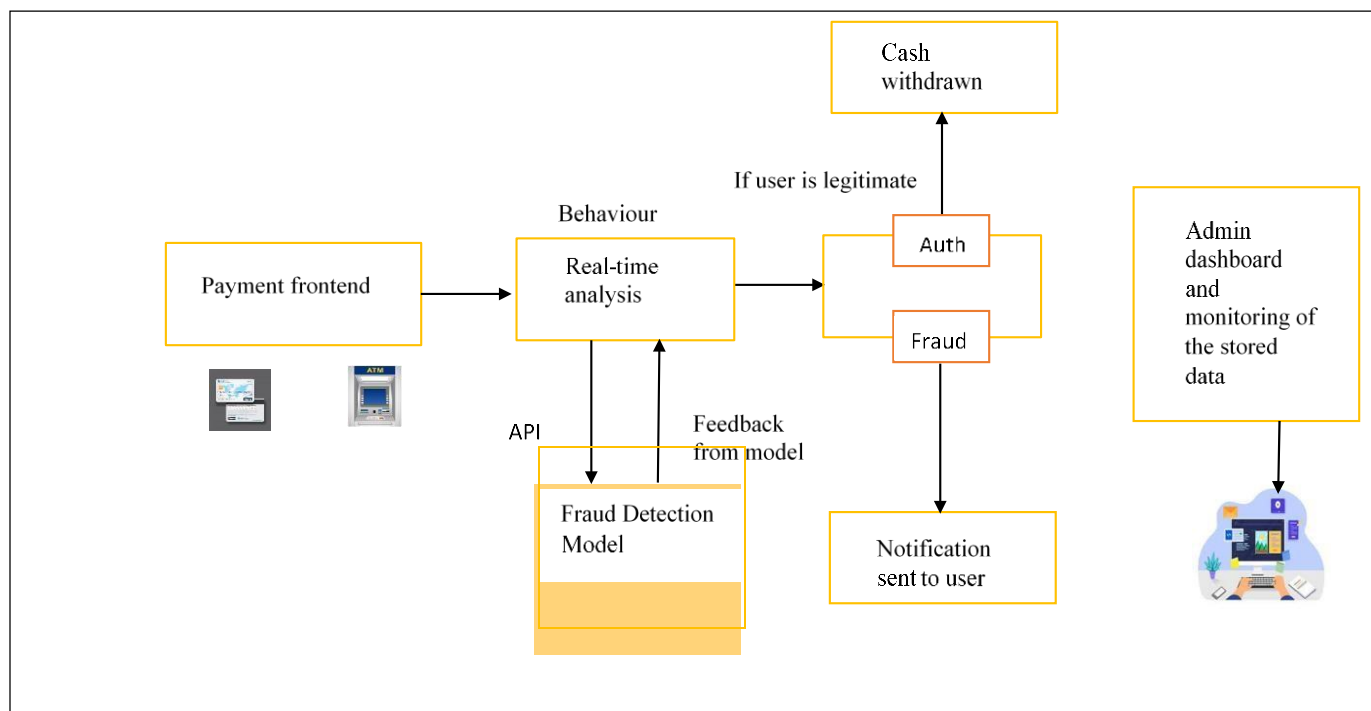 Cash
withdrawn
If user is legitimate
Behaviour
Auth
Admin
dashboard
and
monitoring of
the stored
data
Payment frontend
Real-time
analysis
Fraud
ATM
API
Feedback
from model
Fraud Detection
Model
Notification
sent to user